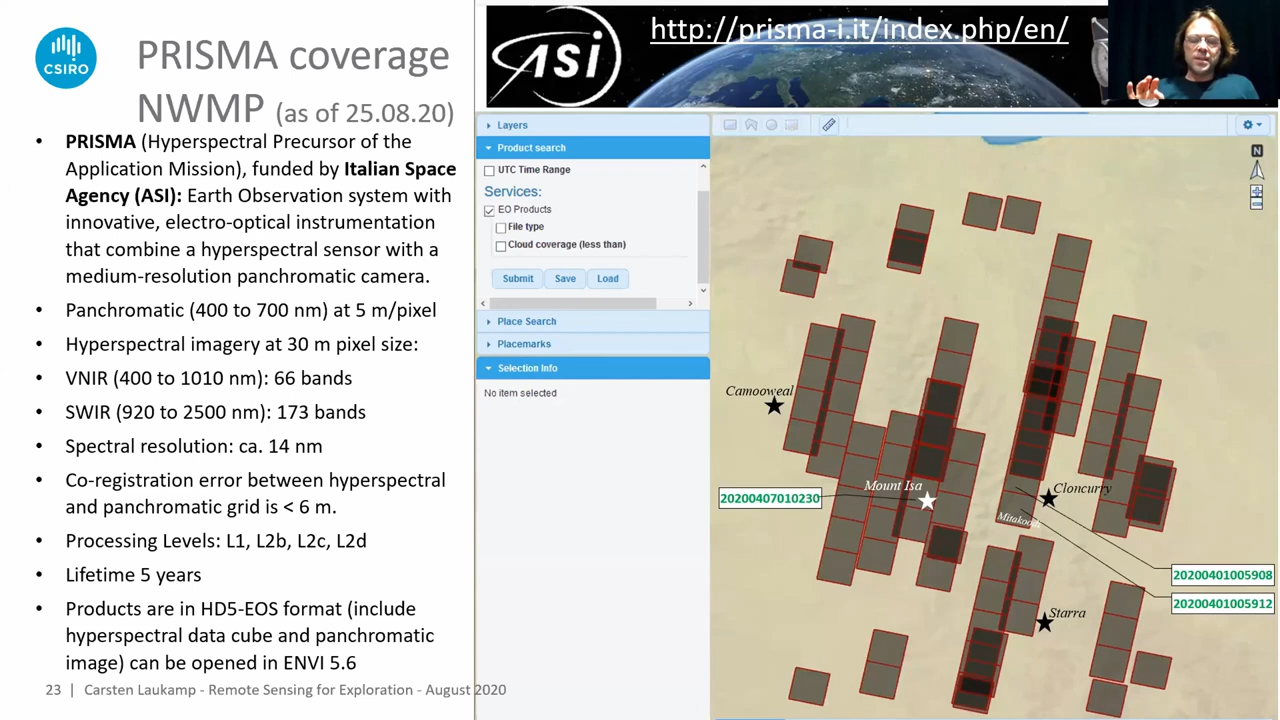 CSIRO
PRISMA coverage
NWMP (as of 25.08.20)
• PRISMA (Hyperspectral Precursor of the
Application Mission), funded by Italian Space
Agency (ASI): Earth Observation system with
innovative, electro-optical instrumentation
that combine a hyperspectral sensor with a
medium-resolution panchromatic camera.
• Panchromatic (400 to 700 nm) at 5 m/pixel
• Hyperspectral imagery at 30 m pixel size:
• VNIR (400 to 1010 nm): 66 bands
• SWIR (920 to 2500 nm): 173 bands
• Spectral resolution: ca. 14 nm
• Co-registration error between hyperspectral
and panchromatic grid is < 6 m.
• Processing Levels: L1, L2b, L2c, L2d
• Lifetime 5 years
• Products are in HD5-EOS format (include
hyperspectral data cube and panchromatic
image) can be opened in ENVI 5.6
23 | Carsten Laukamp - Remote Sensing for Exploration - August 2020
ASI
http://prisma-i.it/index.php/en/
Layers
Product search
UTC Time Range
Services:
EO Products
File type
Cloud coverage (less than)
Submit Save Load
Place Search
Placemarks
Selection Info
No item selected
N
Camooweal
Mount Isa
20200407010230
Cloncurry
Mitakoodi
20200401005908
20200401005912
Starra